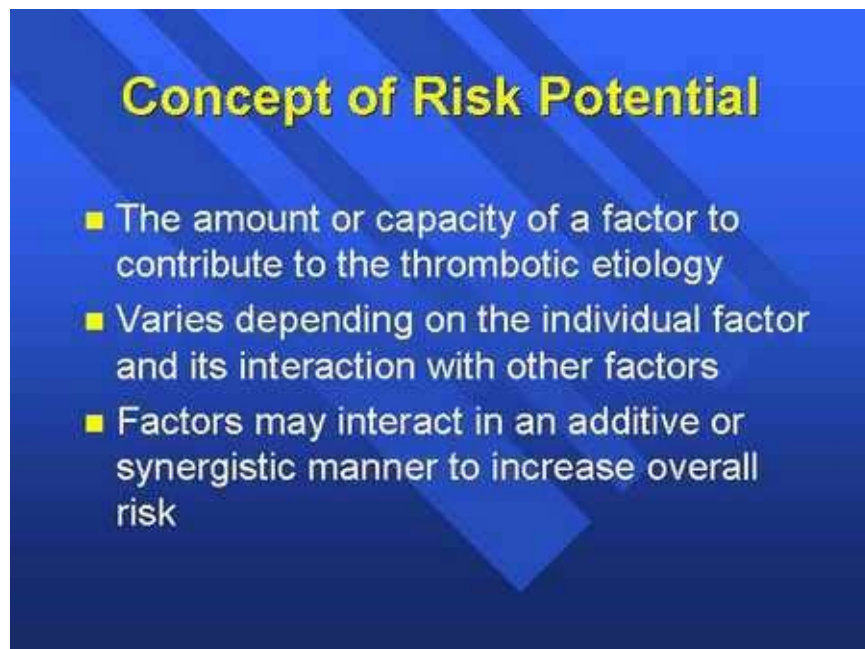 Concept of Risk Potential
The amount or capacity of a factor to
contribute to the thrombotic etiology
Varies depending on the individual factor
and its interaction with other factors
Factors may interact in an additive or
synergistic manner to increase overall
risk